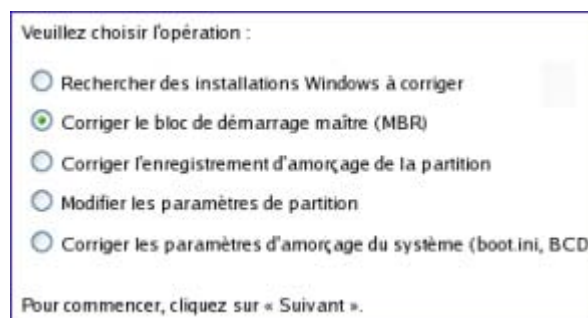 Veuillez choisir l'opération :
Rechercher des installations Windows à corriger
Corriger le bloc de démarrage maître (MBR)
Corriger l'enregistrement d'amorçage de la partition
Modifier les paramètres de partition
Corriger les paramètres d'amorçage du système (boot.ini, BCD
Pour commencer, cliquez sur « Suivant ».